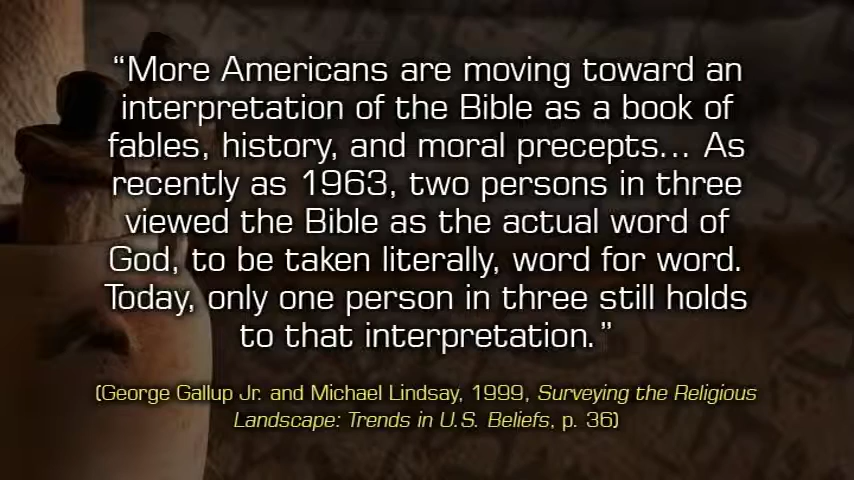 “More Americans are moving toward an
interpretation of the Bible as a book of
fables, history, and moral precepts... As
recently as 1963, two persons in three
viewed the Bible as the actual word of
God, to be taken literally, word for word.
Today, only one person in three still holds
to that interpretation.”
(George Gallup Jr. and Michael Lindsay, 1999, Surveying the Religious
Landscape: Trends in U.S. Beliefs, p. 36)